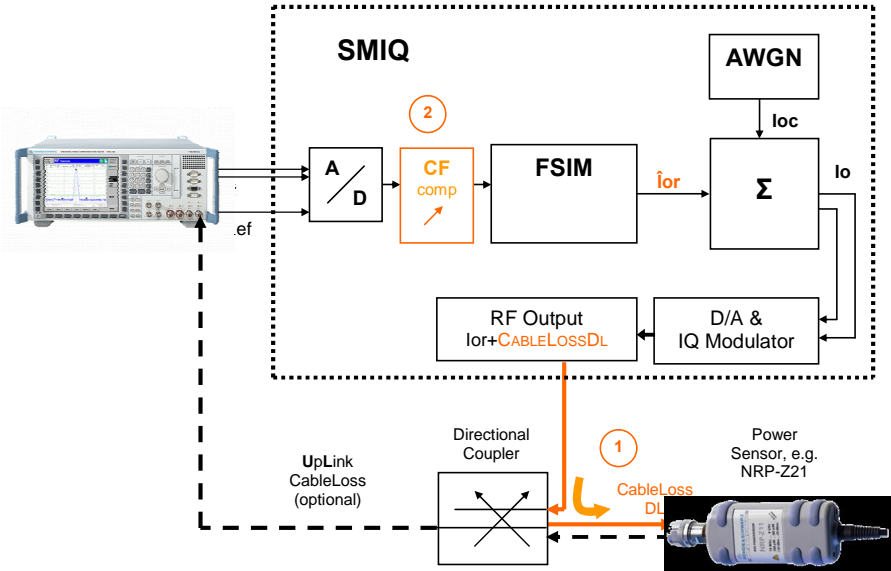 SMIQ
AWGN
2
Ioc
A
D
CF
comp
FSIM
Îor
Σ
Io
.ef
RF Output
Ior+CABLELOSSDL
D/A &
IQ Modulator
UpLink
CableLoss
(optional)
Directional
Coupler
1
CableLoss
DL
Power
Sensor, e.g.
NRP-Z21